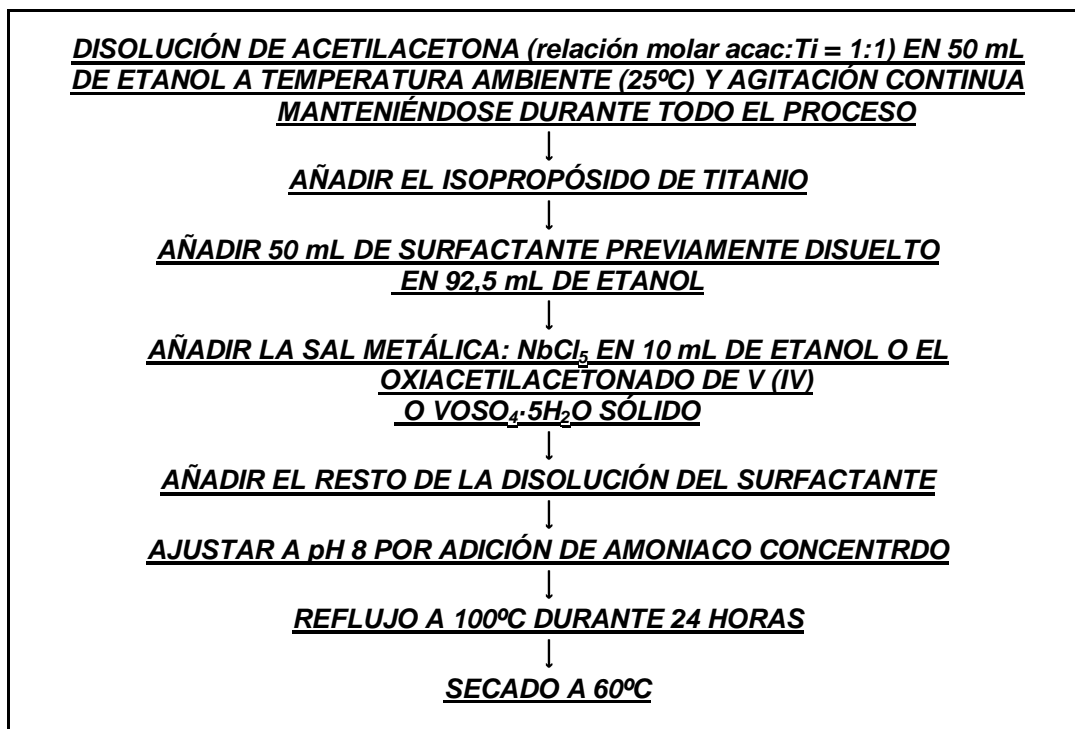 DISOLUCIÓN DE ACETILACETONA (relación molar acac:Ti = 1:1) EN 50 mL
DE ETANOL A TEMPERATURA AMBIENTE (25ºC) Y AGITACIÓN CONTINUA
MANTENIÉNDOSE DURANTE TODO EL PROCESO
↓
AÑADIR EL ISOPROPÓSIDO DE TITANIO
↓
AÑADIR 50 mL DE SURFACTANTE PREVIAMENTE DISUELTO
EN 92,5 mL DE ETANOL
↓
AÑADIR LA SAL METÁLICA: NbCl₅ EN 10 mL DE ETANOL O EL
OXIACETILACETONADO DE V (IV)
O VOSO₄·5H₂O SÓLIDO
↓
AÑADIR EL RESTO DE LA DISOLUCIÓN DEL SURFACTANTE
↓
AJUSTAR A pH 8 POR ADICIÓN DE AMONIACO CONCENTRDO
↓
REFLUJO A 100ºC DURANTE 24 HORAS
↓
SECADO A 60ºC